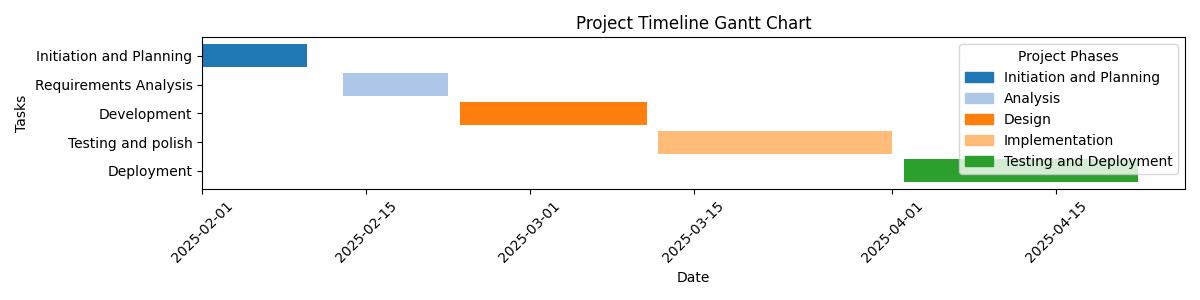 Project Timeline Gantt Chart
Tasks
Initiation and Planning
Requirements Analysis
Development
Testing and polish
Deployment
Project Phases
Initiation and Planning
Analysis
Design
Implementation
Testing and Deployment
2025-02-01
2025-02-15
2025-03-01
2025-03-15
2025-04-01
2025-04-15
Date